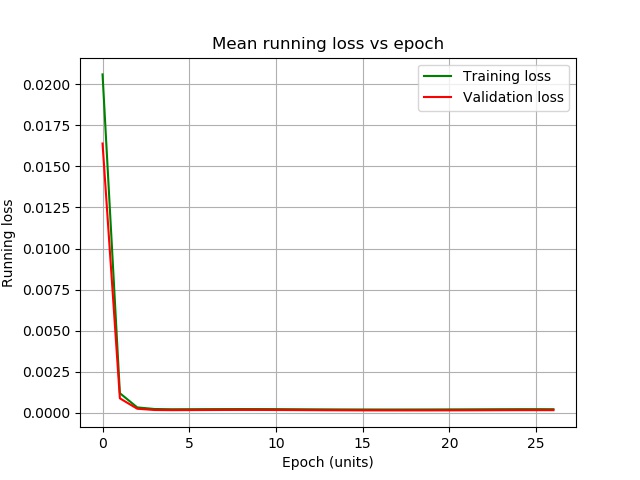 Mean running loss vs epoch
Training loss
Validation loss
0.0200
0.0175
0.0150
0.0125
0.0100
0.0075
0.0050
0.0025
0.0000
Running loss
0 5 10 15 20 25
Epoch (units)